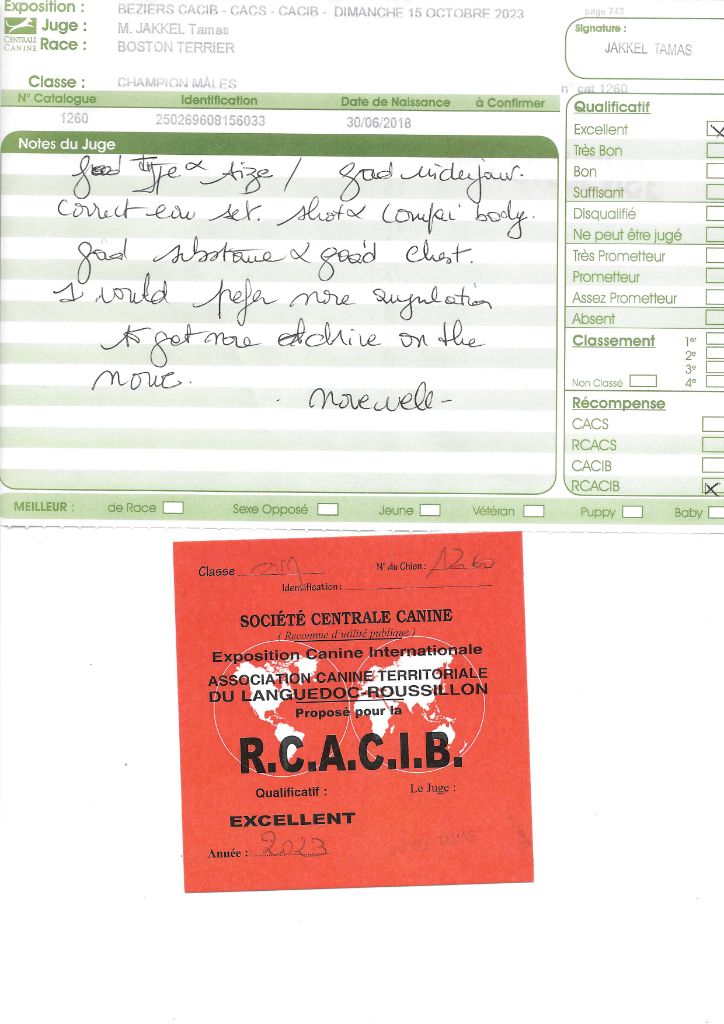 Exposition : BEZIERS CACIB - CACS - CACIB - DIMANCHE 15 OCTOBRE 2023
page 743
CENTRALE CANINE
Juge : M. JAKKEL Tamas
Race : BOSTON TERRIER
Signature :
JAKKEL TAMAS
Classe : CHAMPION MÂLES
n° cat 1260
N° Catalogue Identification Date de Naissance à Confirmer
1260 250269608156033 30/06/2018
Notes du Juge
good type & size / good underjaw.
correct ear set. short & compact body.
good substance & good chest.
I would prefer more angulation
to get more drive on the
move.
. Move well -
Qualificatif
Excellent
Très Bon
Bon
Suffisant
Disqualifié
Ne peut être jugé
Très Prometteur
Prometteur
Assez Prometteur
Absent
Classement 1er
2e
3e
Non Classé 4e
Récompense
CACS
RCACS
CACIB
RCACIB
MEILLEUR : de Race Sexe Opposé Jeune Vétéran Puppy Baby
Classe N° du Chien : 1260
Identification :
SOCIÉTÉ CENTRALE CANINE
( Reconnue d'utilité publique )
Exposition Canine Internationale
ASSOCIATION CANINE TERRITORIALE
DU LANGUEDOC-ROUSSILLON
Proposé pour la
R.C.A.C.I.B.
Qualificatif : Le Juge :
EXCELLENT
Année : 2023
TAMAS